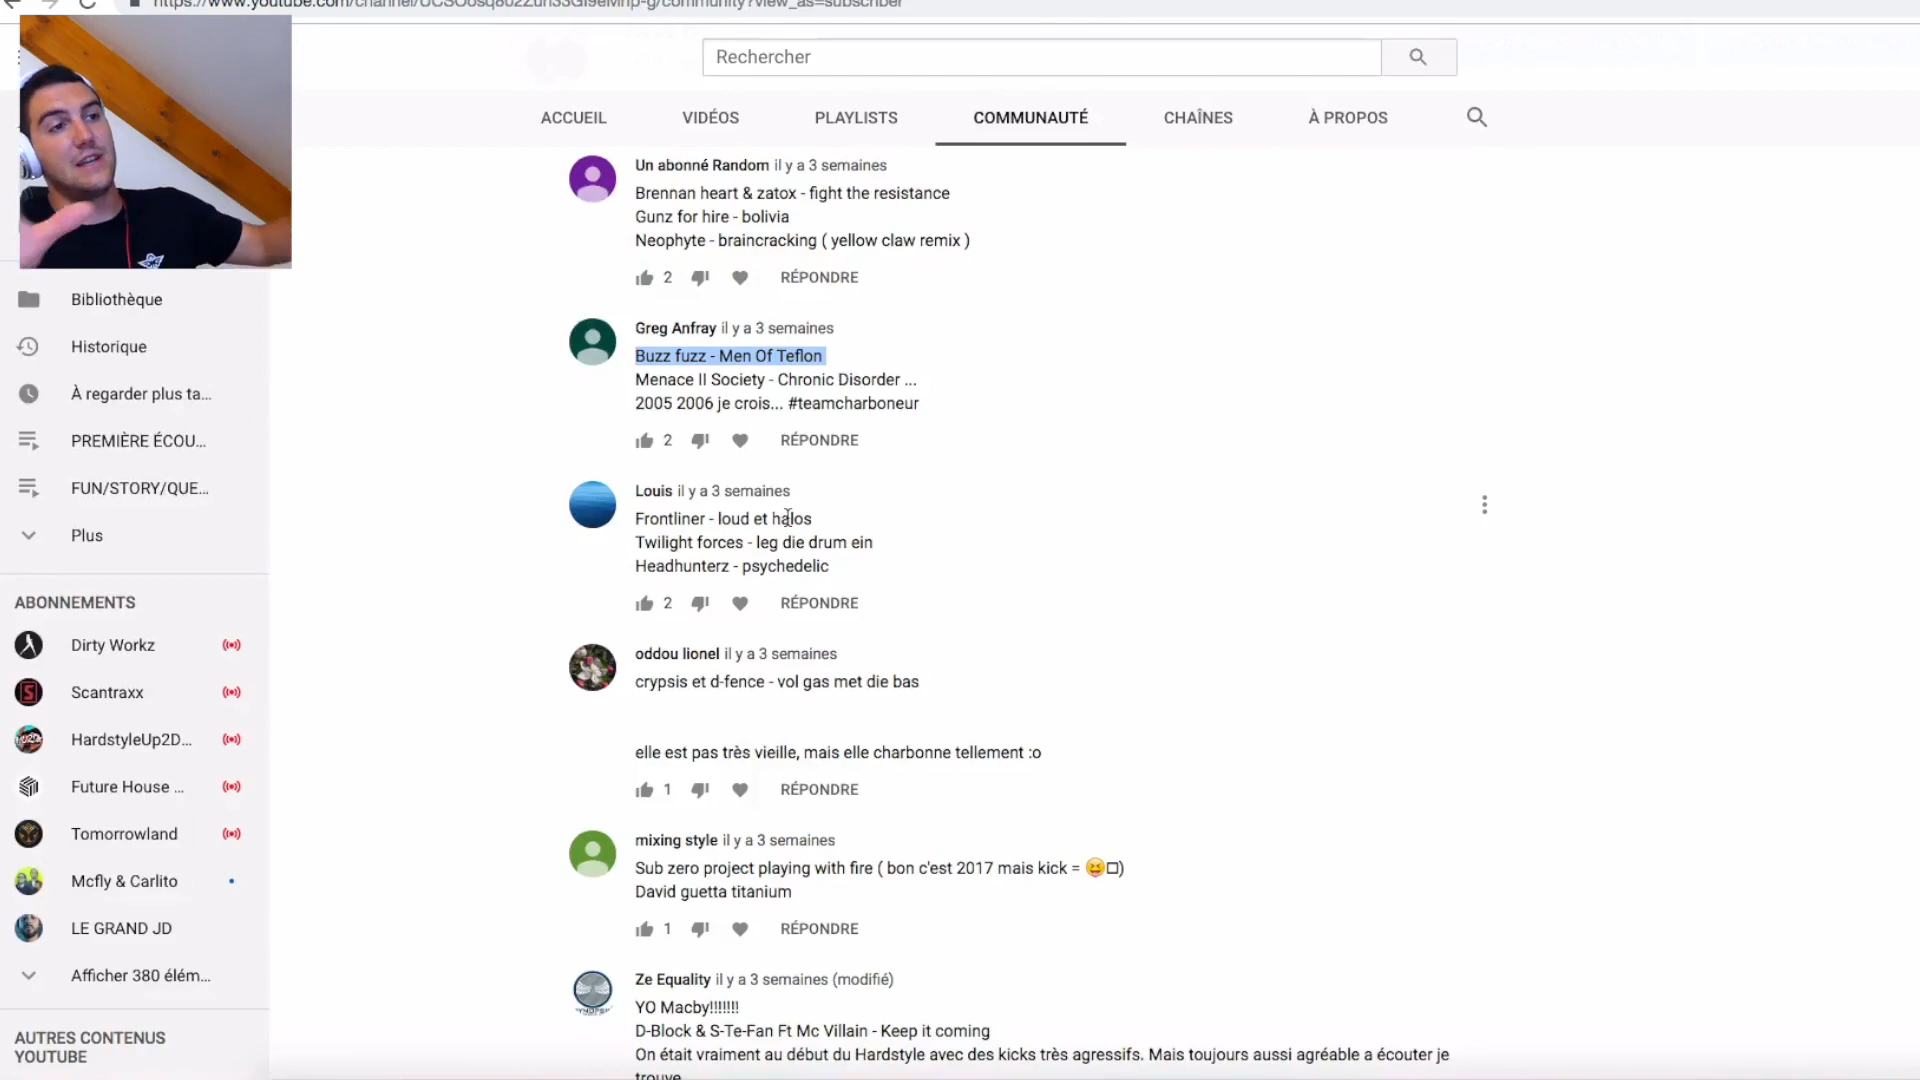 Rechercher
ACCUEIL VIDÉOS PLAYLISTS COMMUNAUTÉ CHAÎNES À PROPOS
Un abonné Random il y a 3 semaines
Brennan heart & zatox - fight the resistance
Gunz for hire - bolivia
Neophyte - braincracking ( yellow claw remix )
2 RÉPONDRE
Greg Anfray il y a 3 semaines
Buzz fuzz - Men Of Teflon
Menace II Society - Chronic Disorder ...
2005 2006 je crois... #teamcharboneur
2 RÉPONDRE
Louis il y a 3 semaines
Frontliner - loud et halos
Twilight forces - leg die drum ein
Headhunterz - psychedelic
2 RÉPONDRE
oddou lionel il y a 3 semaines
crypsis et d-fence - vol gas met die bas
elle est pas très vieille, mais elle charbonne tellement :o
1 RÉPONDRE
mixing style il y a 3 semaines
Sub zero project playing with fire ( bon c'est 2017 mais kick = 😝□)
David guetta titanium
1 RÉPONDRE
Ze Equality il y a 3 semaines (modifié)
YO Macby!!!!!!!
D-Block & S-Te-Fan Ft Mc Villain - Keep it coming
On était vraiment au début du Hardstyle avec des kicks très agressifs. Mais toujours aussi agréable a écouter je
trouve
Bibliothèque
Historique
À regarder plus ta...
PREMIÈRE ÉCOU...
FUN/STORY/QUE...
Plus
ABONNEMENTS
Dirty Workz
Scantraxx
HardstyleUp2D...
Future House ...
Tomorrowland
Mcfly & Carlito
LE GRAND JD
Afficher 380 élém...
AUTRES CONTENUS
YOUTUBE